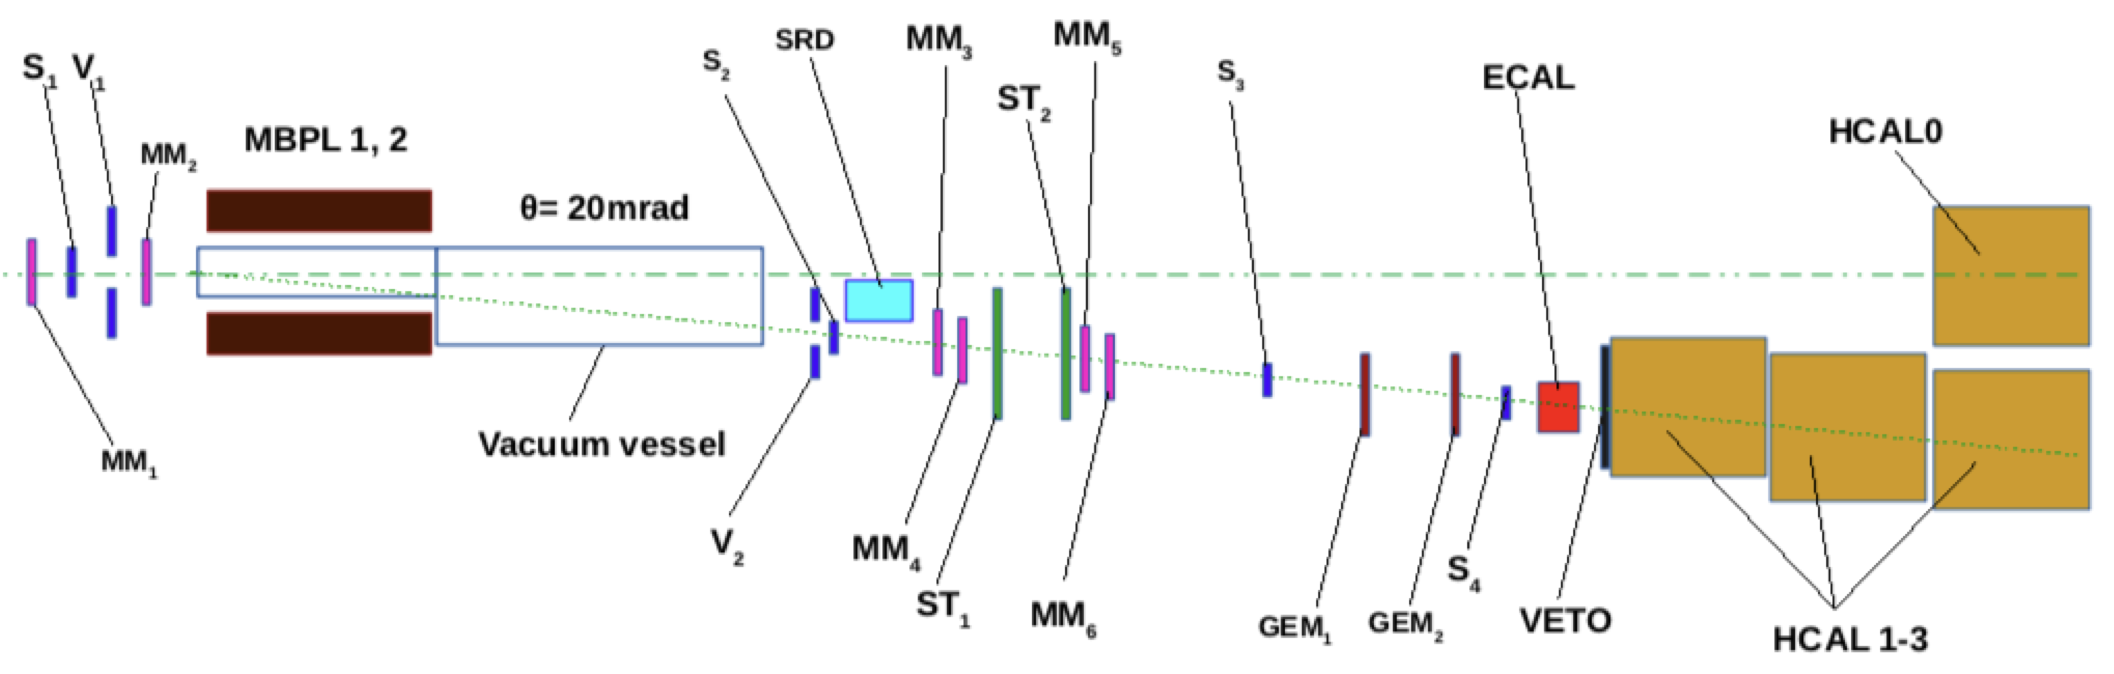 S₁
V₁
MM₂
MBPL 1, 2
θ= 20mrad
S₂
SRD
MM₃
ST₂
MM₅
S₃
ECAL
HCAL0
MM₁
Vacuum vessel
V₂
MM₄
ST₁
MM₆
GEM₁
GEM₂
S₄
VETO
HCAL 1-3